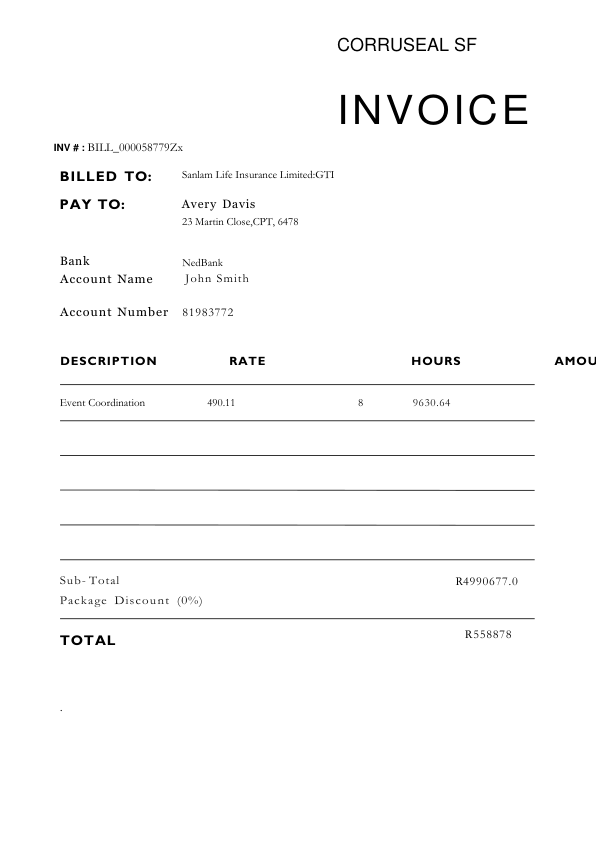 CORRUSEAL SF
INVOICE
INV # : BILL_000058779Zx
BILLED TO: Sanlam Life Insurance Limited:GTI
PAY TO: Avery Davis
23 Martin Close,CPT, 6478
Bank NedBank
Account Name John Smith
Account Number 81983772
DESCRIPTION RATE HOURS AMOU
Event Coordination 490.11 8 9630.64
Sub-Total R4990677.0
Package Discount (0%)
TOTAL R558878
.